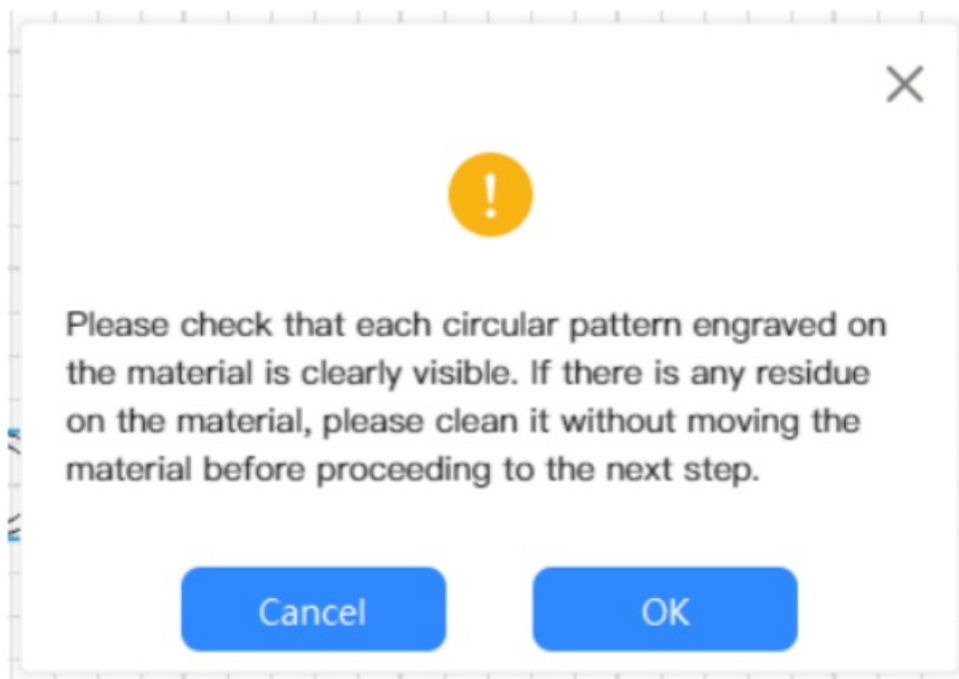 Please check that each circular pattern engraved on
the material is clearly visible. If there is any residue
on the material, please clean it without moving the
material before proceeding to the next step.
Cancel OK